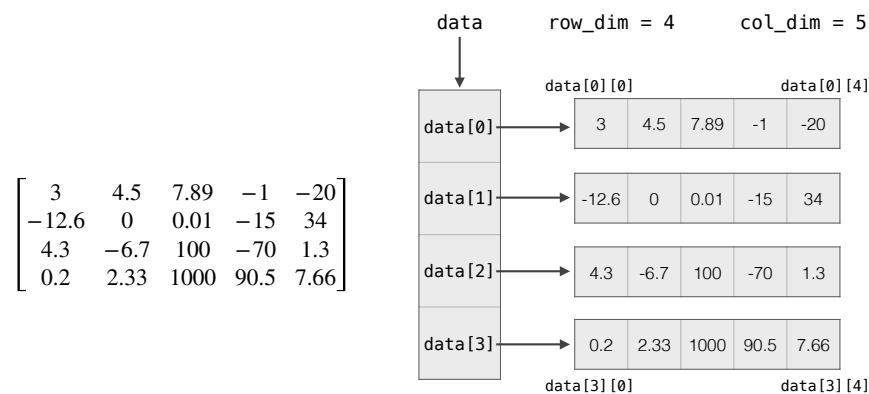 data row_dim = 4 col_dim = 5
data[0][0] data[0][4]
data[0] 3 4.5 7.89 -1 -20
data[1] -12.6 0 0.01 -15 34
data[2] 4.3 -6.7 100 -70 1.3
data[3] 0.2 2.33 1000 90.5 7.66
data[3][0] data[3][4]
3 4.5 7.89 −1 −20
−12.6 0 0.01 −15 34
4.3 −6.7 100 −70 1.3
0.2 2.33 1000 90.5 7.66